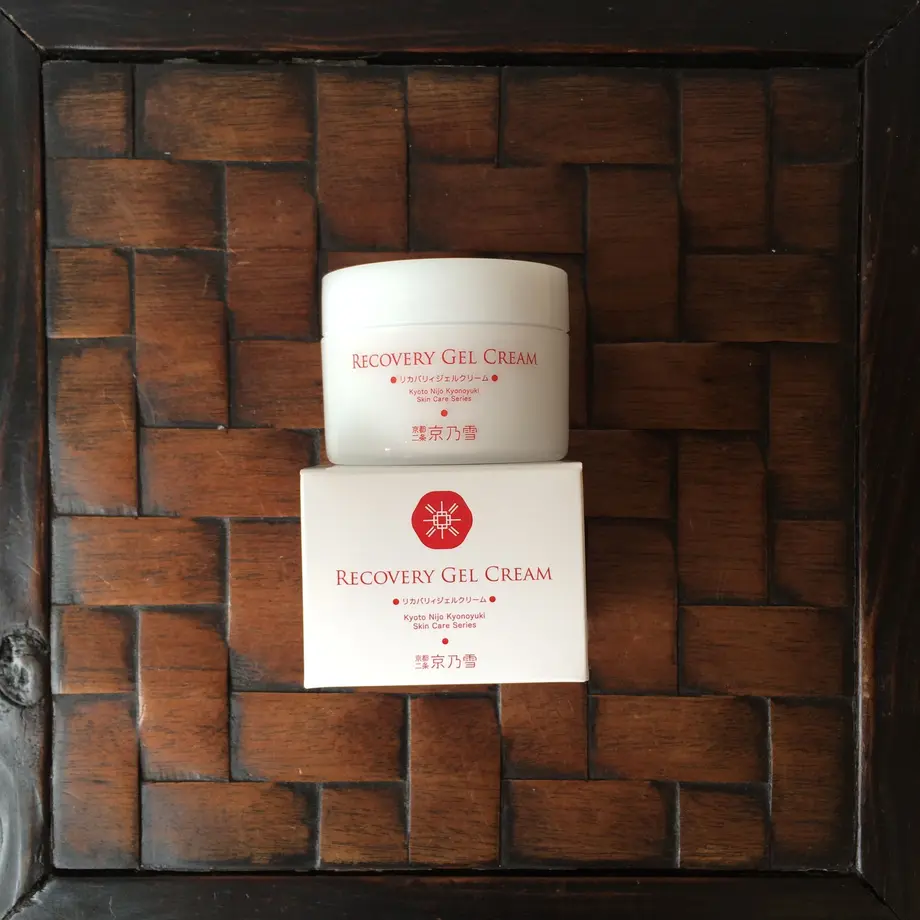 RECOVERY GEL CREAM
● リカバリィジェルクリーム ●
Kyoto Nijo Kyonoyuki
Skin Care Series
京都二条 京乃雪
RECOVERY GEL CREAM
● リカバリィジェルクリーム ●
Kyoto Nijo Kyonoyuki
Skin Care Series
京都二条 京乃雪